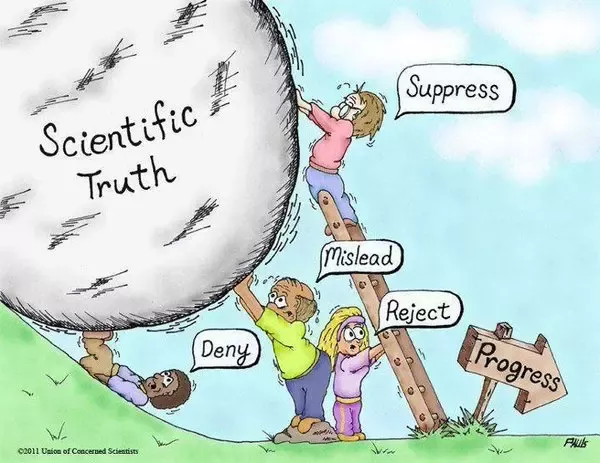 Scientific
Truth
Suppress
Mislead
Reject
Deny
Progress
©2011 Union of Concerned Scientists